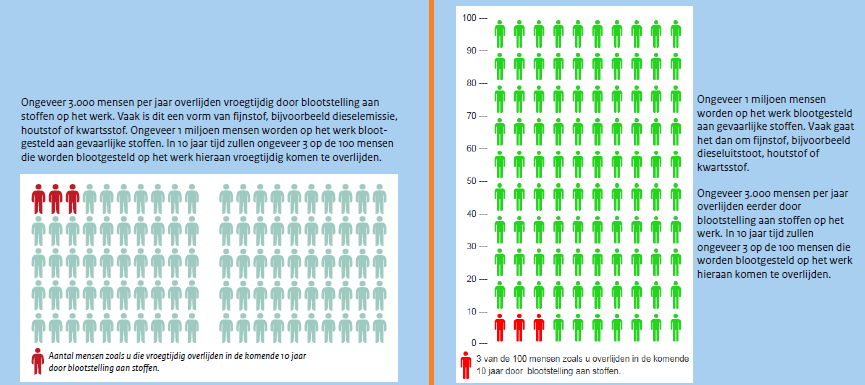 Ongeveer 3.000 mensen per jaar overlijden vroegtijdig door blootstelling aan
stoffen op het werk. Vaak is dit een vorm van fijnstof, bijvoorbeeld dieselemissie,
houtstof of kwartsstof. Ongeveer 1 miljoen mensen worden op het werk bloot-
gesteld aan gevaarlijke stoffen. In 10 jaar tijd zullen ongeveer 3 op de 100 mensen
die worden blootgesteld op het werk hieraan vroegtijdig komen te overlijden.
Aantal mensen zoals u die vroegtijdig overlijden in de komende 10 jaar
door blootstelling aan stoffen.
100 ---
90 ---
80 ---
70 ---
60 ---
50 ---
40 ---
30 ---
20 ---
10 ---
0 ---
3 van de 100 mensen zoals u overlijden in de komende
10 jaar door blootstelling aan stoffen.
Ongeveer 1 miljoen mensen
worden op het werk blootgesteld
aan gevaarlijke stoffen. Vaak gaat
het dan om fijnstof, bijvoorbeeld
dieseluitstoot, houtstof of
kwartsstof.
Ongeveer 3.000 mensen per jaar
overlijden eerder door
blootstelling aan stoffen op het
werk. In 10 jaar tijd zullen
ongeveer 3 op de 100 mensen die
worden blootgesteld op het werk
hieraan komen te overlijden.